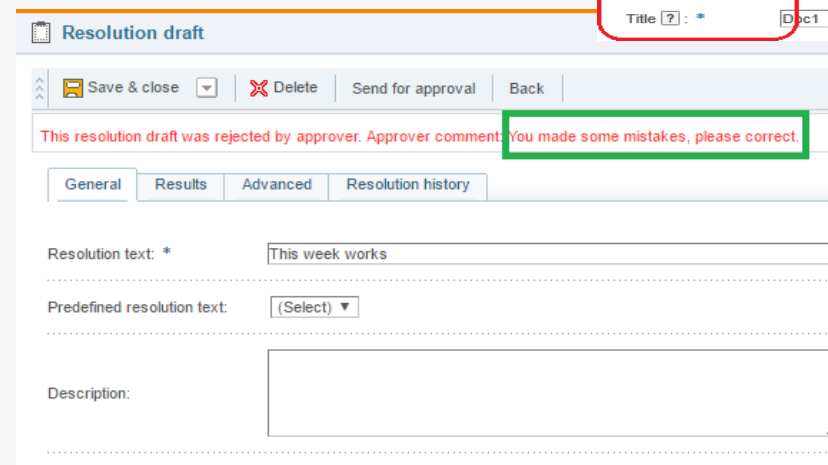 Title ? : * Doc1
Resolution draft
Save & close Delete Send for approval Back
This resolution draft was rejected by approver. Approver comment: You made some mistakes, please correct.
General Results Advanced Resolution history
Resolution text: * This week works
Predefined resolution text: (Select)
Description: